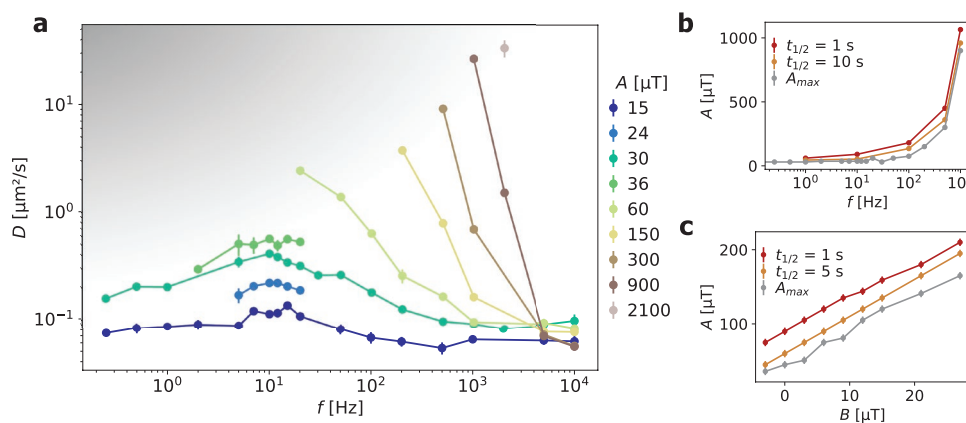 a
D [µm²/s]
10¹
10⁰
10⁻¹
10⁰
10¹
10²
10³
10⁴
f [Hz]
A [µT]
15
24
30
36
60
150
300
900
2100
b
A [µT]
1000
500
0
t1/2 = 1 s
t1/2 = 10 s
Amax
10⁰
10¹
10²
10³
f [Hz]
c
A [µT]
200
100
t1/2 = 1 s
t1/2 = 5 s
Amax
0
10
20
B [µT]